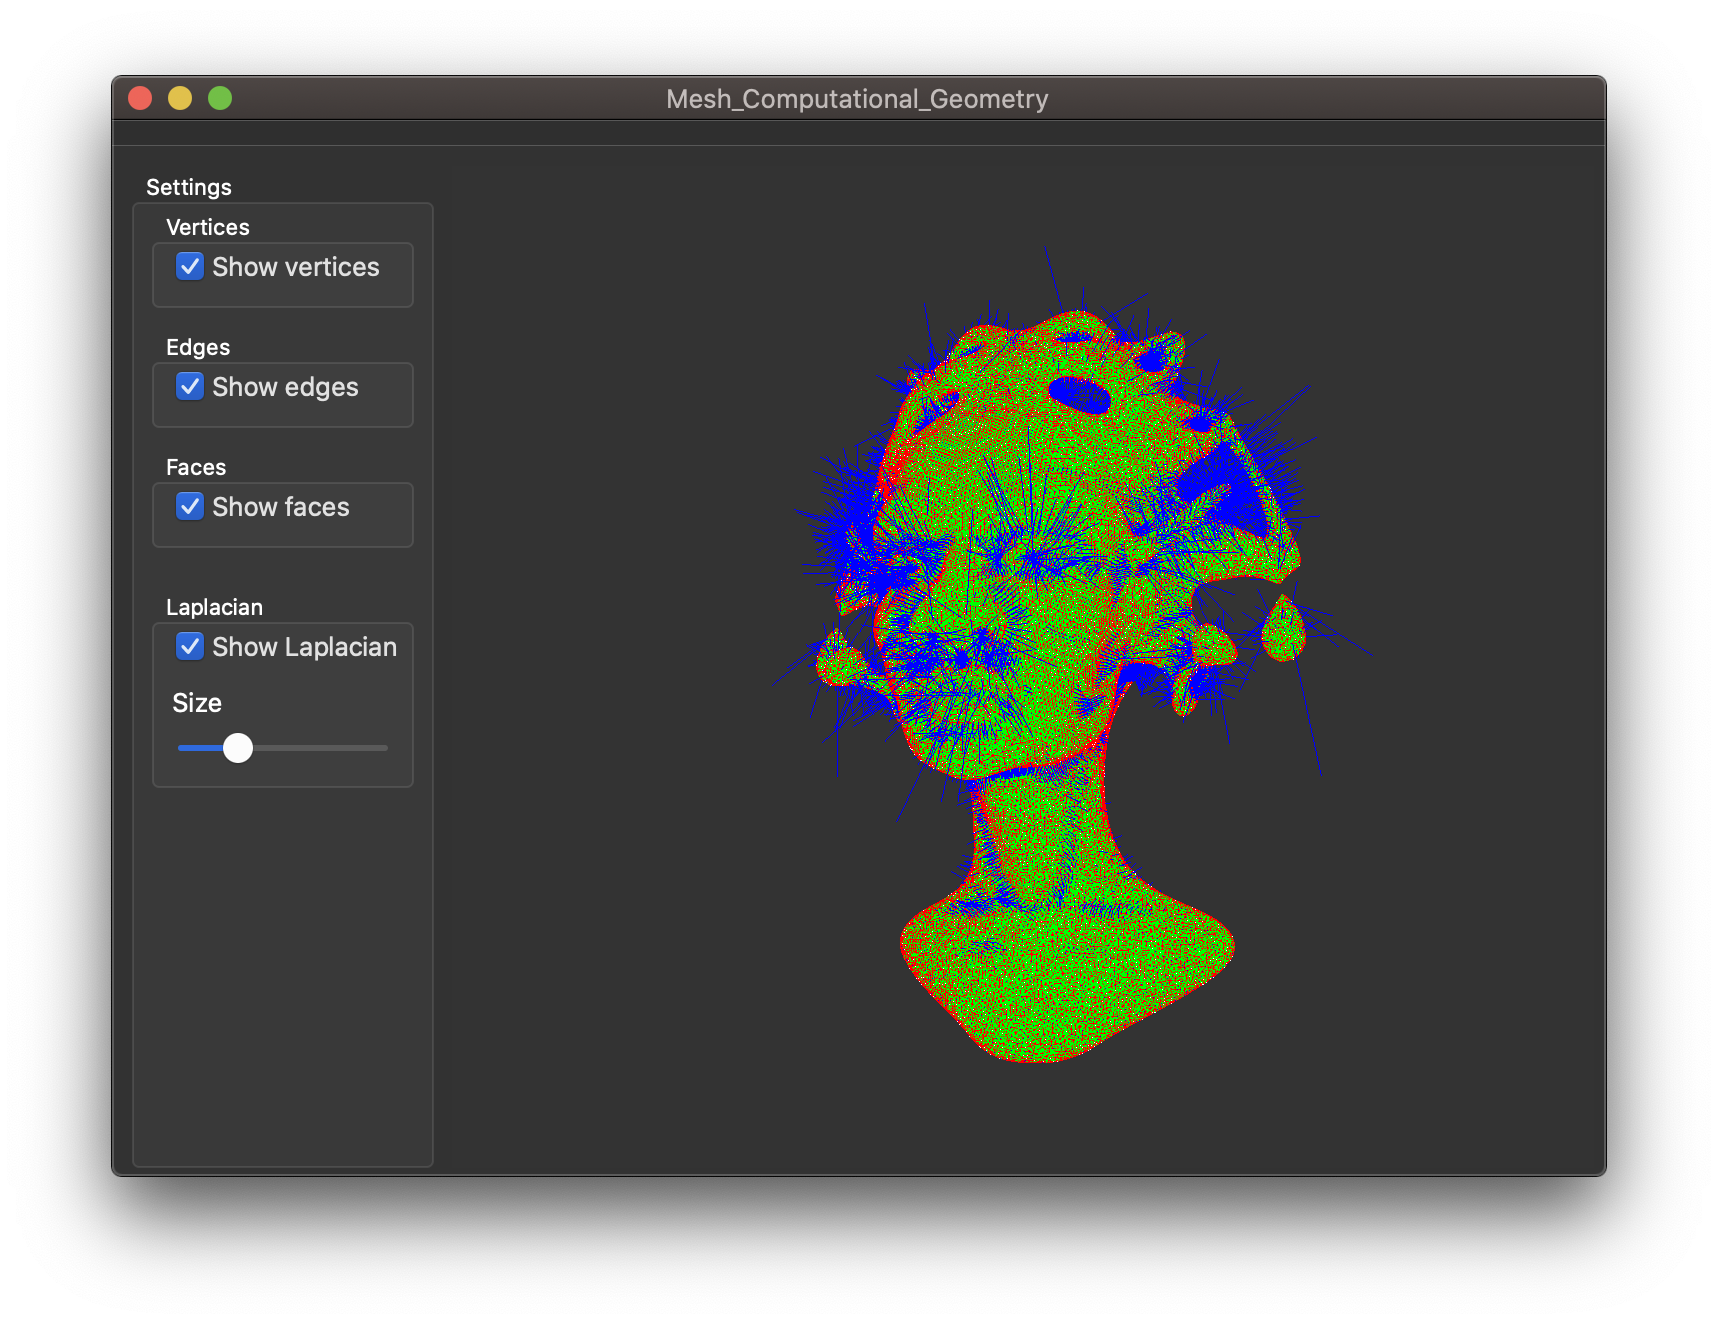 Mesh_Computational_Geometry
Settings
Vertices
Show vertices
Edges
Show edges
Faces
Show faces
Laplacian
Show Laplacian
Size